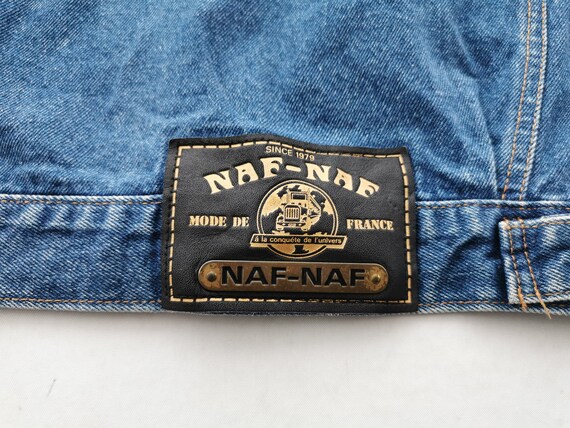 SINCE 1979
NAF-NAF
MODE DE FRANCE
à la conquête de l'univers
NAF-NAF